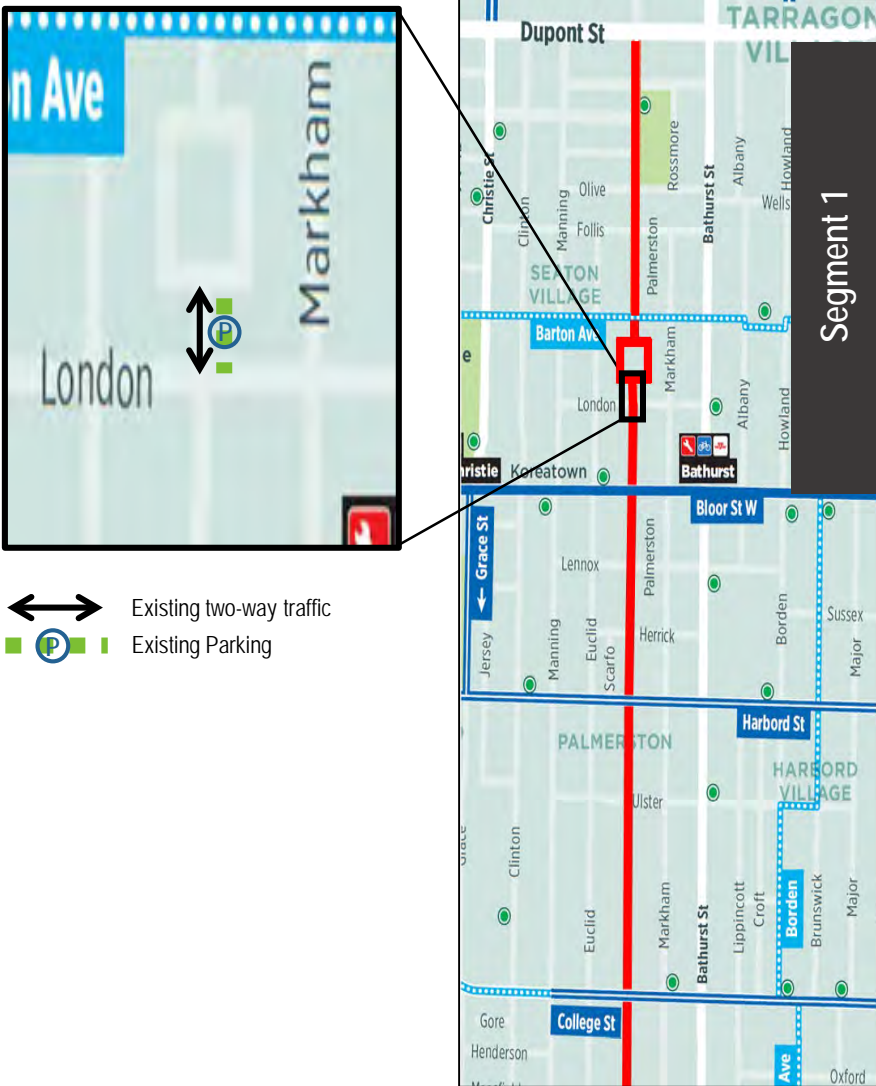 n Ave
Markham
London
P
Existing two-way traffic
P
Existing Parking
Segment 1
TARRAGON
Dupont St
Christie St
Clinton
Manning
Olive
Follis
Rossmore
Palmerston
Bathurst St
Albany
Howland
Wells
SEATON
VILLAGE
Barton Ave
e
Markham
London
Albany
Howland
hristie
Koreatown
Bathurst
Bloor St W
← Grace St
Jersey
Manning
Lennox
Euclid
Scarfo
Palmerston
Herrick
Borden
Sussex
Major
Harbord St
PALMERSTON
HARBORD
VILLAGE
Ulster
Clinton
Euclid
Markham
Bathurst St
Lippincott
Croft
Borden
Brunswick
Major
College St
Gore
Henderson
Ave
Oxford